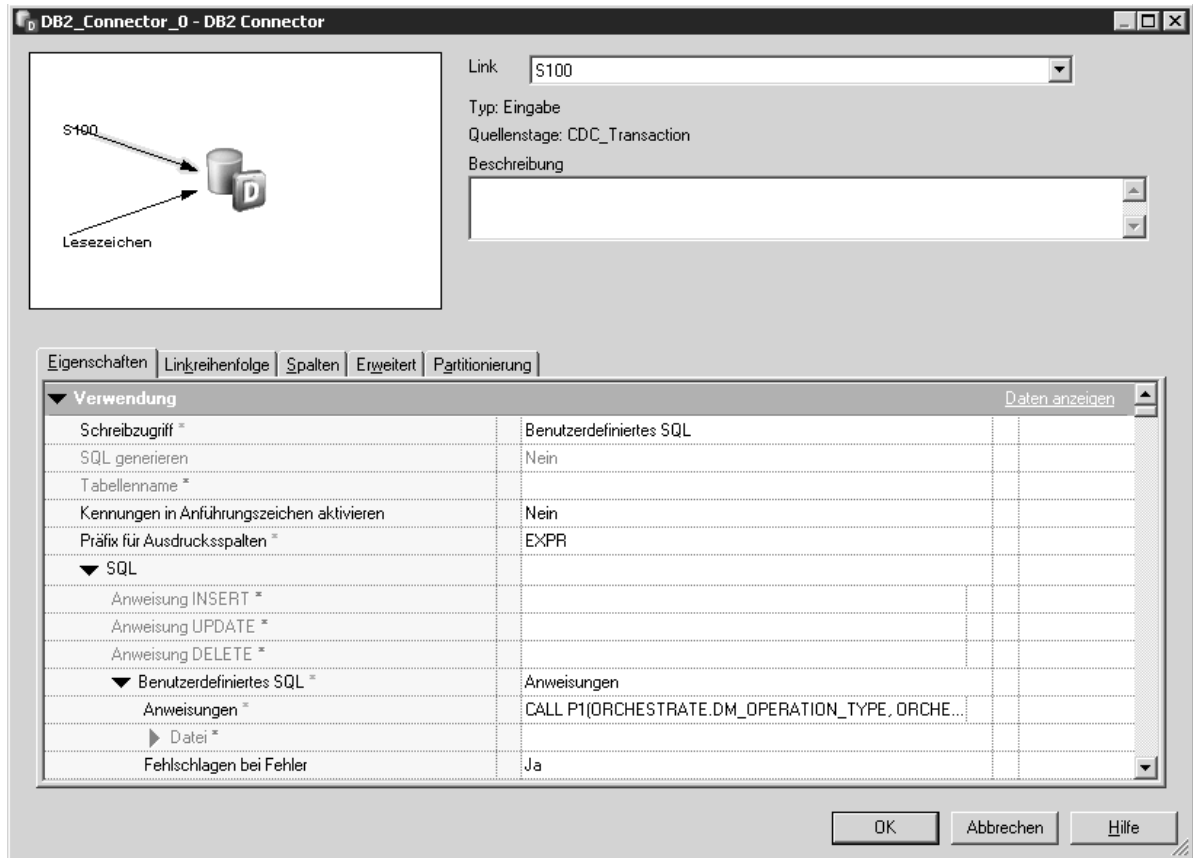 DB2_Connector_0 - DB2 Connector
Link S100
Typ: Eingabe
Quellenstage: CDC_Transaction
Beschreibung
S100
D
Lesezeichen
Eigenschaften Linkreihenfolge Spalten Erweitert Partitionierung
Verwendung Daten anzeigen
Schreibzugriff * Benutzerdefiniertes SQL
SQL generieren Nein
Tabellenname *
Kennungen in Anführungszeichen aktivieren Nein
Präfix für Ausdrucksspalten * EXPR
SQL
Anweisung INSERT *
Anweisung UPDATE *
Anweisung DELETE *
Benutzerdefiniertes SQL * Anweisungen
Anweisungen * CALL P1(ORCHESTRATE.DM_OPERATION_TYPE, ORCHE...
Datei *
Fehlschlagen bei Fehler Ja
OK Abbrechen Hilfe